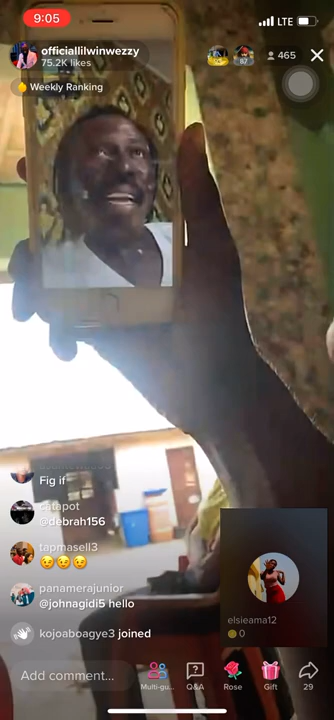 9:05
LTE
officiallilwinwezzy
75.2K likes
87
465
Weekly Ranking
Fig if
@debrah156
tapmasell3
😉😉😉
panamerajunior
@johnagidi5 hello
kojoaboagye3 joined
elsieama12
0
Add comment...
Multi-gu...
Q&A
Rose
Gift
29